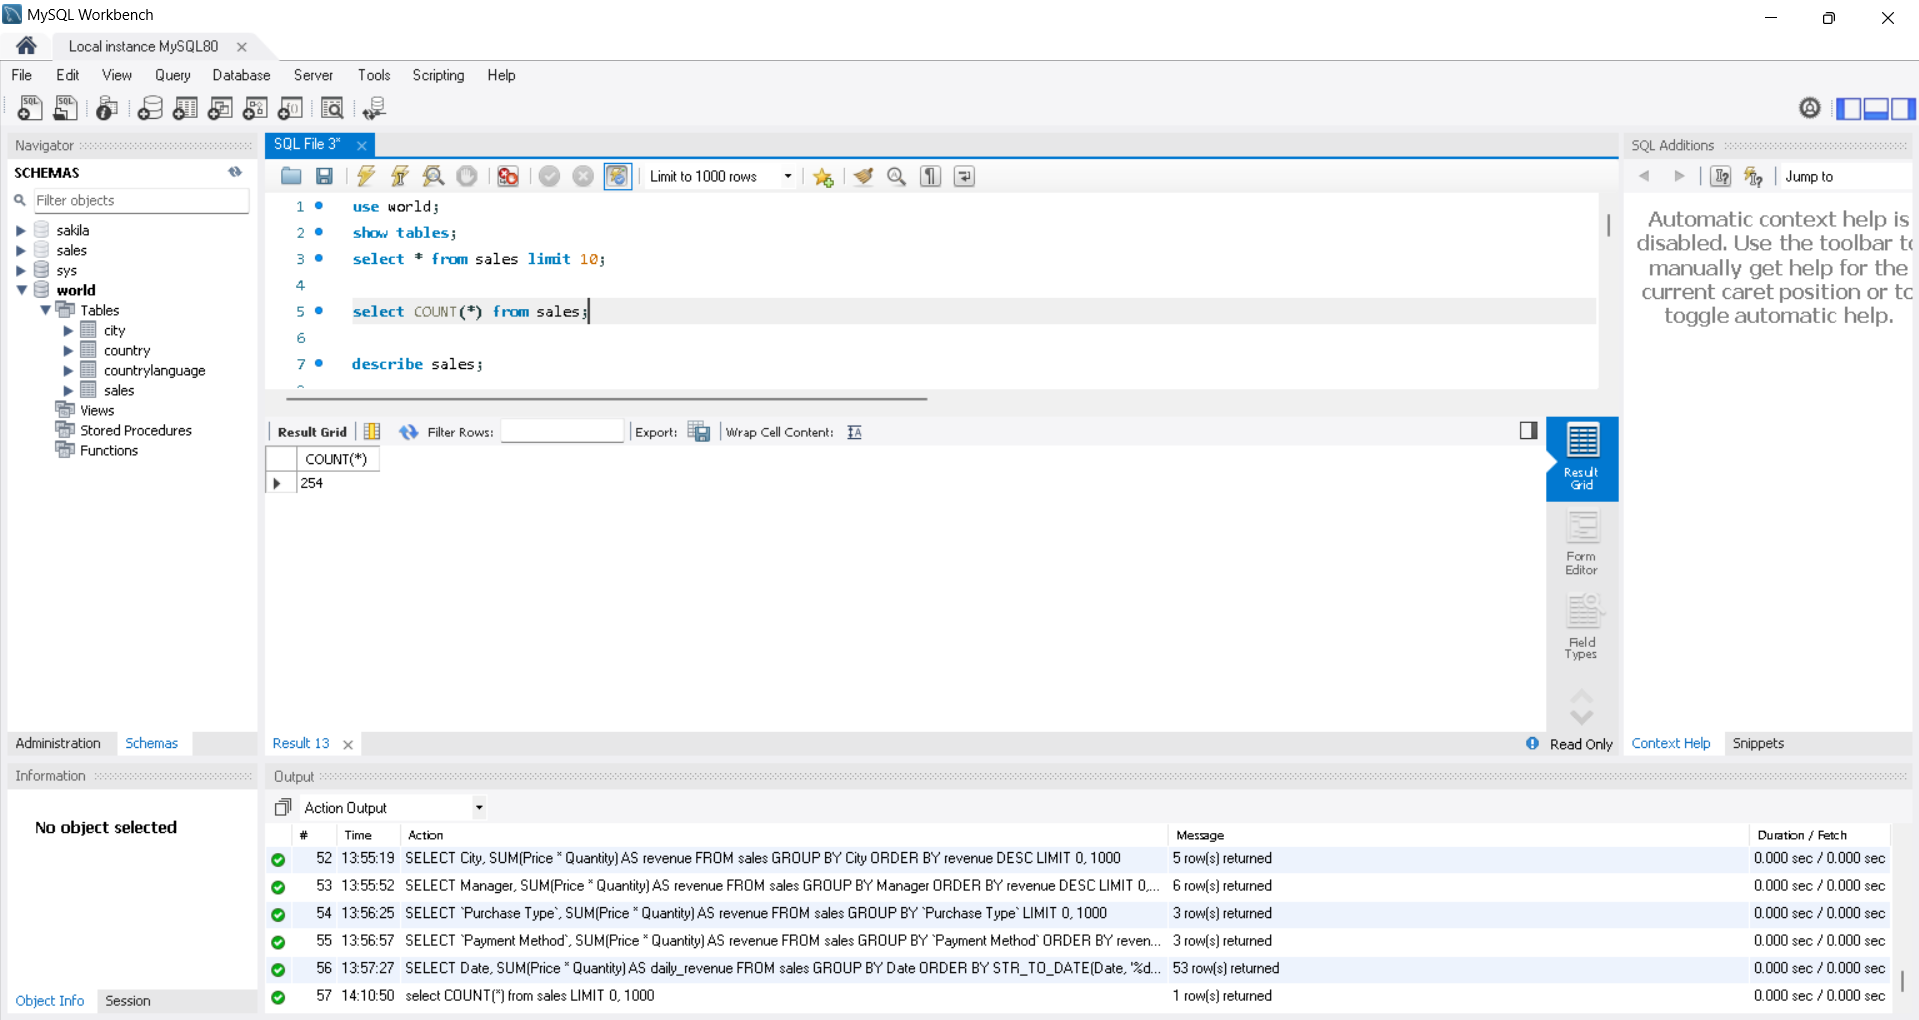 MySQL Workbench
Local instance MySQL80
File Edit View Query Database Server Tools Scripting Help
Navigator
SCHEMAS
Filter objects
sakila
sales
sys
world
Tables
city
country
countrylanguage
sales
Views
Stored Procedures
Functions
Administration Schemas
Information
No object selected
Object Info Session
SQL File 3*
Limit to 1000 rows
1 use world;
2 show tables;
3 select * from sales limit 10;
4
5 select COUNT(*) from sales;
6
7 describe sales;
Result Grid Filter Rows: Export: Wrap Cell Content:
COUNT(*)
254
Result Grid
Form Editor
Field Types
Result 13
Read Only
SQL Additions
Jump to
Automatic context help is
disabled. Use the toolbar to
manually get help for the
current caret position or to
toggle automatic help.
Context Help Snippets
Output
Action Output
# Time Action Message Duration / Fetch
52 13:55:19 SELECT City, SUM(Price * Quantity) AS revenue FROM sales GROUP BY City ORDER BY revenue DESC LIMIT 0, 1000 5 row(s) returned 0.000 sec / 0.000 sec
53 13:55:52 SELECT Manager, SUM(Price * Quantity) AS revenue FROM sales GROUP BY Manager ORDER BY revenue DESC LIMIT 0,... 6 row(s) returned 0.000 sec / 0.000 sec
54 13:56:25 SELECT `Purchase Type`, SUM(Price * Quantity) AS revenue FROM sales GROUP BY `Purchase Type` LIMIT 0, 1000 3 row(s) returned 0.000 sec / 0.000 sec
55 13:56:57 SELECT `Payment Method`, SUM(Price * Quantity) AS revenue FROM sales GROUP BY `Payment Method` ORDER BY reven... 3 row(s) returned 0.000 sec / 0.000 sec
56 13:57:27 SELECT Date, SUM(Price * Quantity) AS daily_revenue FROM sales GROUP BY Date ORDER BY STR_TO_DATE(Date, '%d... 53 row(s) returned 0.000 sec / 0.000 sec
57 14:10:50 select COUNT(*) from sales LIMIT 0, 1000 1 row(s) returned 0.000 sec / 0.000 sec